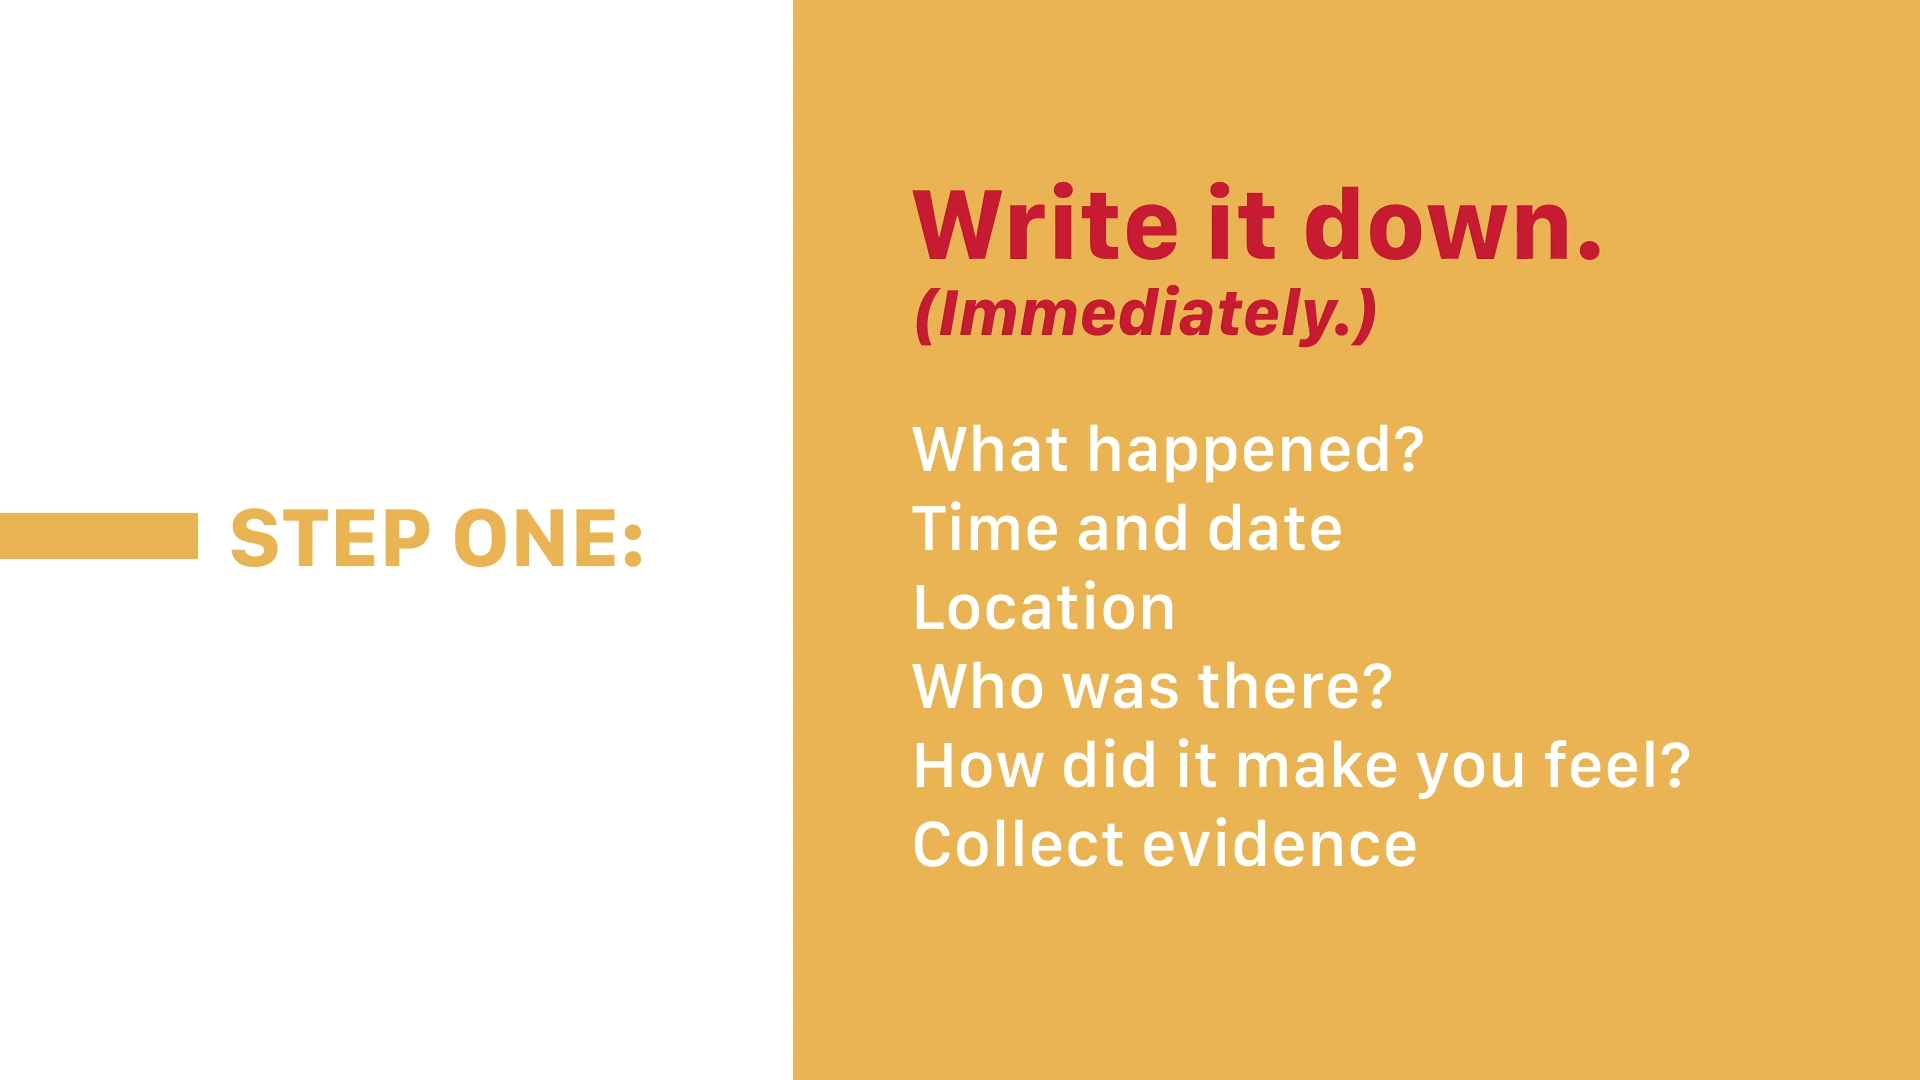 STEP ONE:
Write it down.
(Immediately.)
What happened?
Time and date
Location
Who was there?
How did it make you feel?
Collect evidence